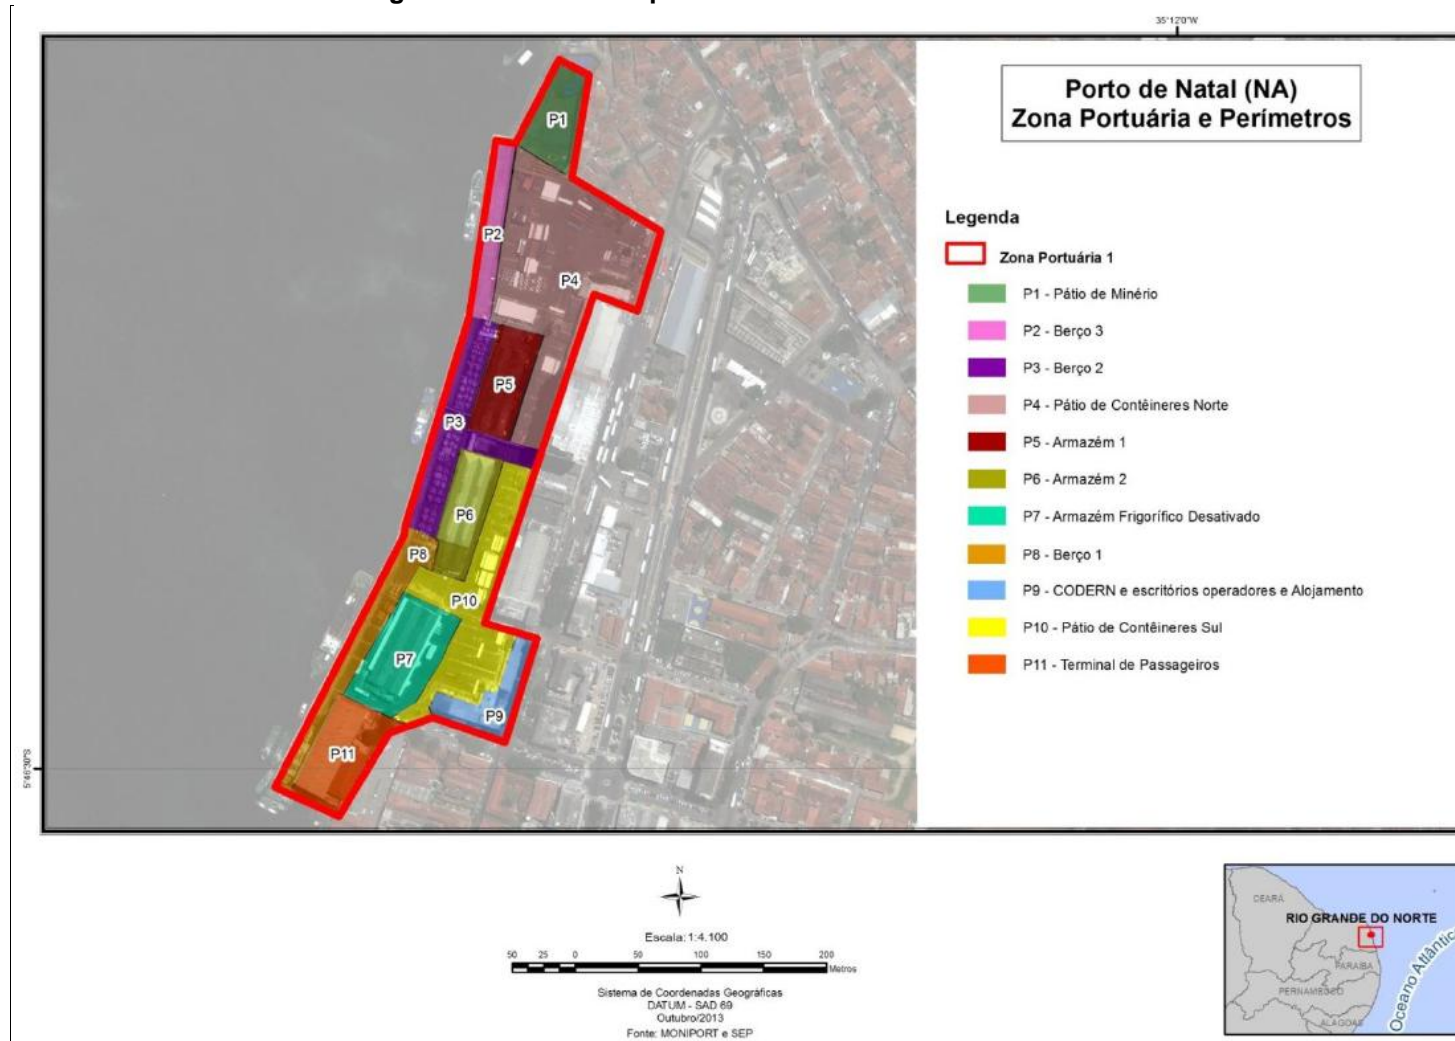 35°12'0"W
Porto de Natal (NA)
Zona Portuária e Perímetros
Legenda
Zona Portuária 1
P1 - Pátio de Minério
P2 - Berço 3
P3 - Berço 2
P4 - Pátio de Contêineres Norte
P5 - Armazém 1
P6 - Armazém 2
P7 - Armazém Frigorífico Desativado
P8 - Berço 1
P9 - CODERN e escritórios operadores e Alojamento
P10 - Pátio de Contêineres Sul
P11 - Terminal de Passageiros
P1
P2
P4
P5
P3
P6
P8
P10
P7
P9
P11
5°46'30"S
N
Escala: 1:4.100
50 25 0 50 100 150 200
Metros
Sistema de Coordenadas Geográficas
DATUM - SAD 69
Outubro/2013
Fonte: MONIPORT e SEP
CEARÁ
RIO GRANDE DO NORTE
PARAÍBA
PERNAMBUCO
ALAGOAS
Oceano Atlântic